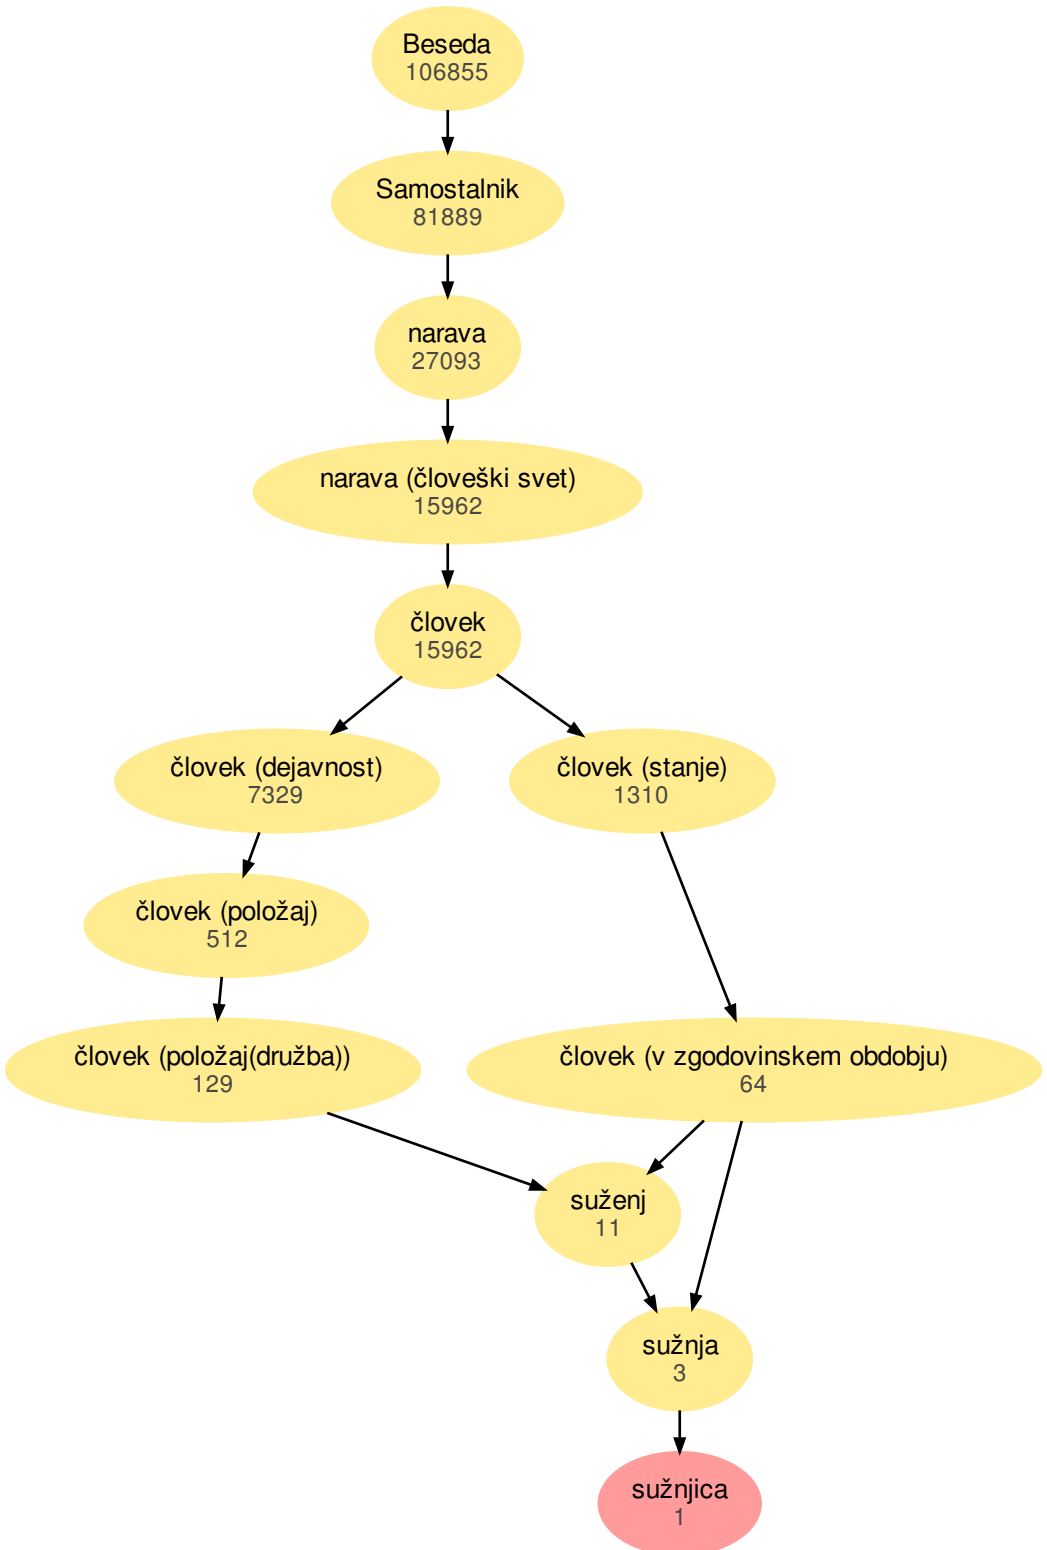 Beseda
106855
Samostalnik
81889
narava
27093
narava (človeški svet)
15962
človek
15962
človek (dejavnost)
7329
človek (stanje)
1310
človek (položaj)
512
človek (položaj(družba))
129
človek (v zgodovinskem obdobju)
64
suženj
11
sužnja
3
sužnjica
1